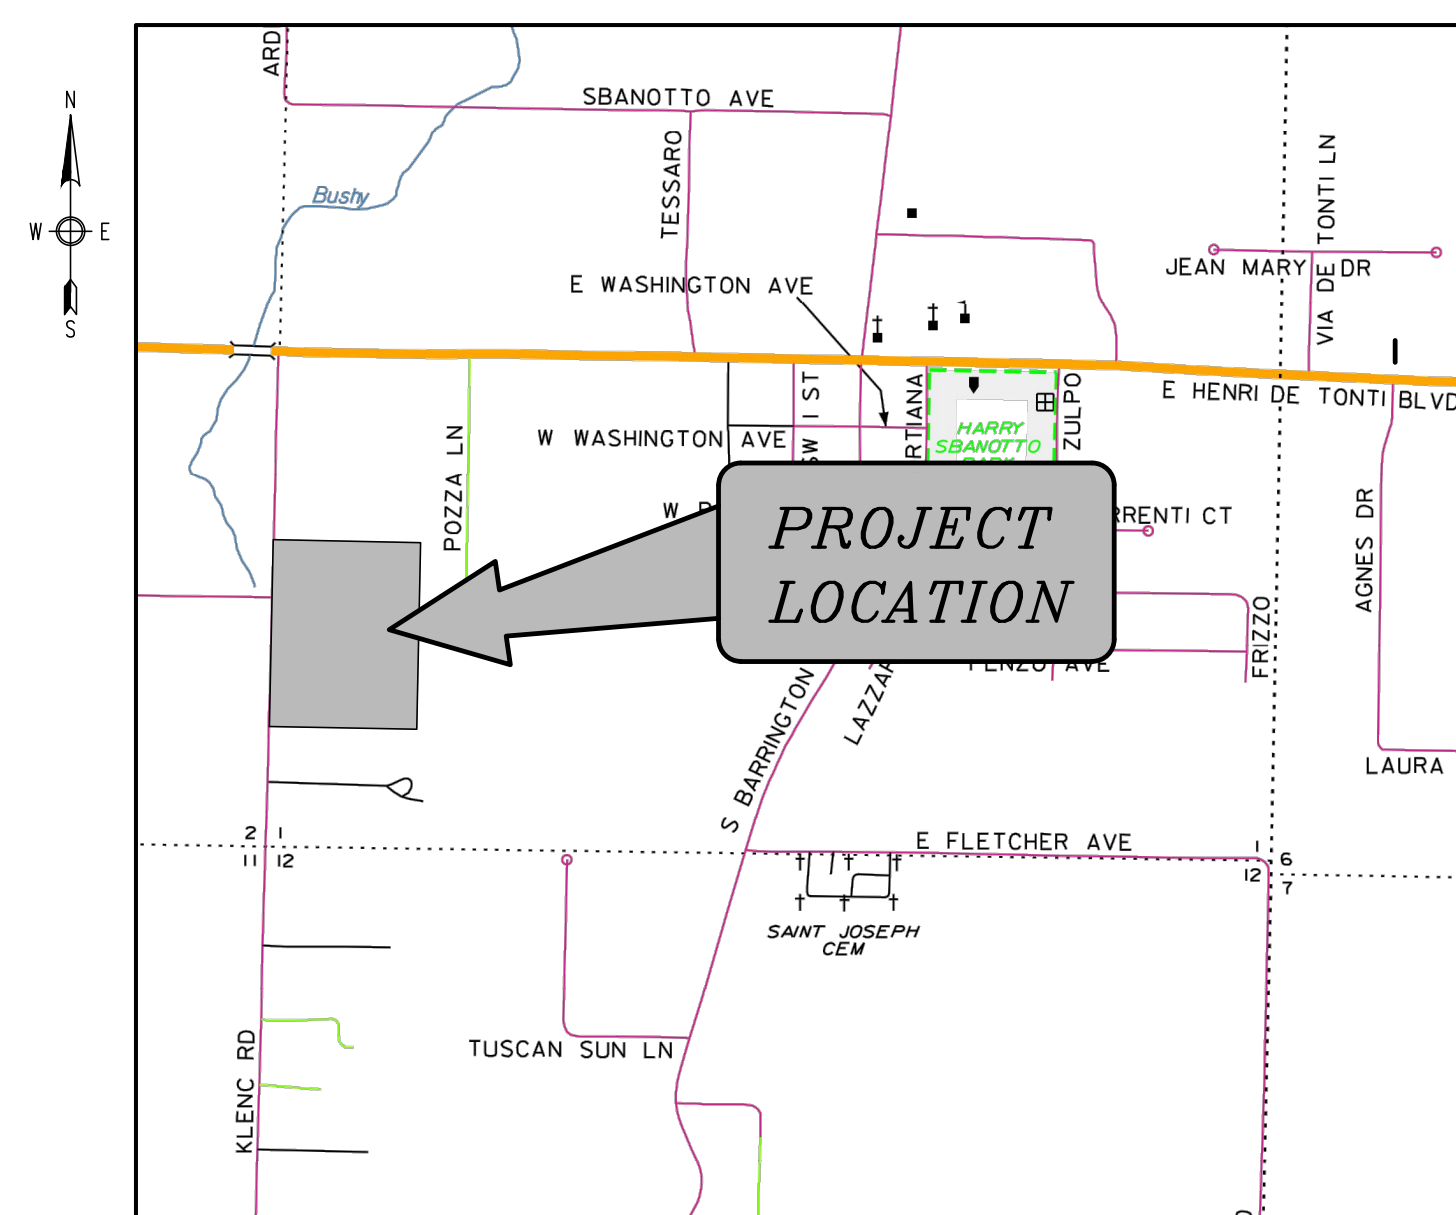 ARD
N
SBANOTTO AVE
TESSARO
VIA DE TONTI LN
Bushy
W E
JEAN MARY DR
E WASHINGTON AVE
S
SW 1 ST
ZULPO
E HENRI DE TONTI BLVD
W WASHINGTON AVE
RTIANA
HARRY
SBANOTTO
POZZA LN
W
RRENTI CT
AGNES DR
PROJECT
LOCATION
FRIZZO
AVE
LAZZAR
S BARRINGTON
LAURA
2 1
11 12
E FLETCHER AVE
1 6
12 7
SAINT JOSEPH
CEM
KLENC RD
TUSCAN SUN LN